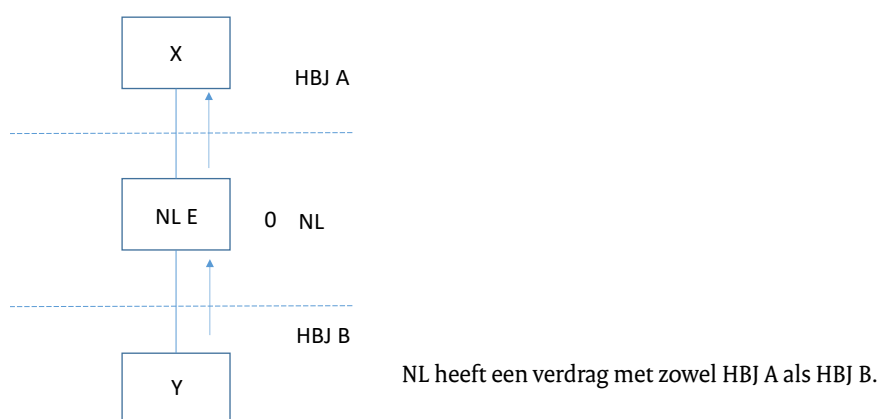 X
HBJ A
NL E 0 NL
HBJ B
NL heeft een verdrag met zowel HBJ A als HBJ B.
Y